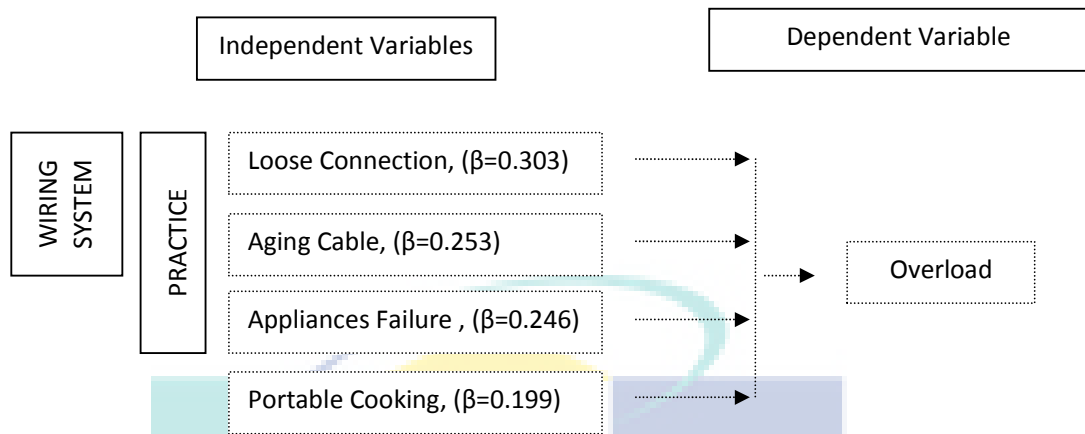 Independent Variables
Dependent Variable
WIRING
SYSTEM
PRACTICE
Loose Connection, (β=0.303)
Aging Cable, (β=0.253)
Appliances Failure , (β=0.246)
Portable Cooking, (β=0.199)
Overload